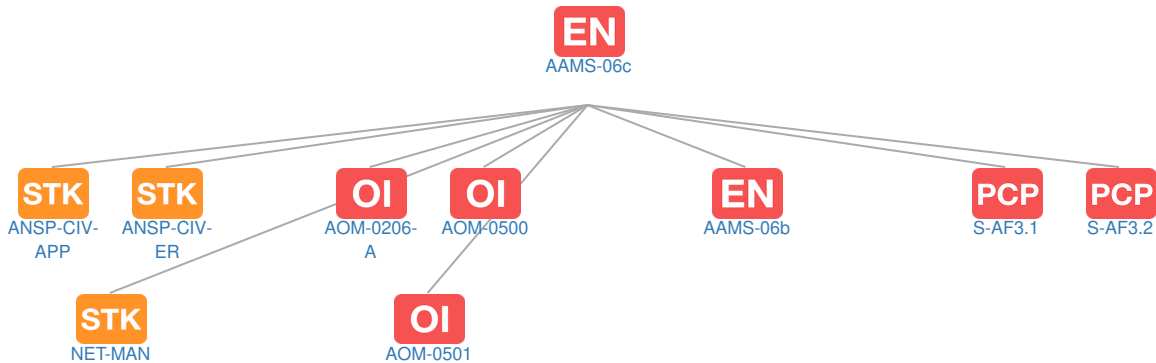 EN
AAMS-06c
STK
ANSP-CIV-
APP
STK
ANSP-CIV-
ER
OI
AOM-0206-
A
OI
AOM-0500
EN
AAMS-06b
PCP
S-AF3.1
PCP
S-AF3.2
STK
NET-MAN
OI
AOM-0501